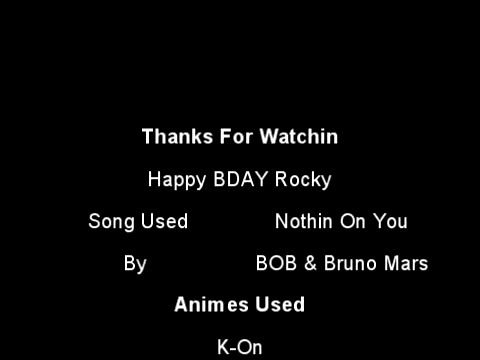 Thanks For Watchin
Happy BDAY Rocky
Song Used Nothin On You
By BOB & Bruno Mars
Animes Used
K-On